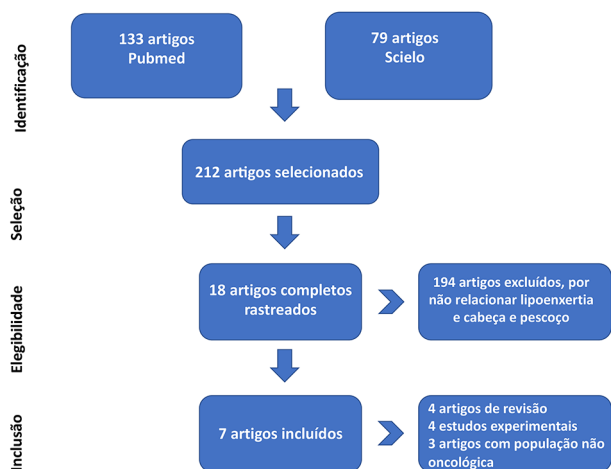 Identificação
133 artigos
Pubmed
79 artigos
Scielo
Seleção
212 artigos selecionados
Elegibilidade
18 artigos completos
rastreados
194 artigos excluídos, por
não relacionar lipoenxertia
e cabeça e pescoço
Inclusão
7 artigos incluídos
4 artigos de revisão
4 estudos experimentais
3 artigos com população não
oncológica